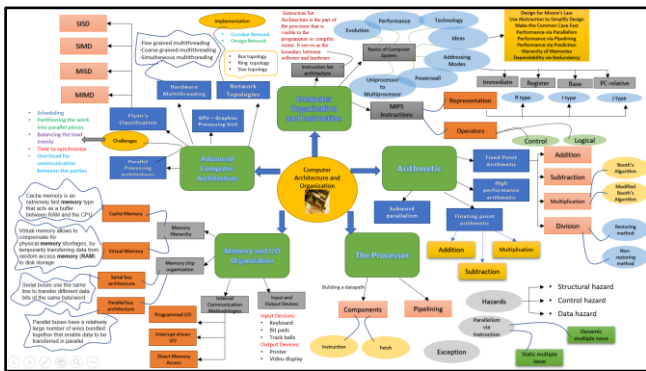 SISD
SIMD
MISD
MIMD
Implementation
Crossbar Network
Omega Network
-Fine grained multithreading
-Coarse grained multithreading
-Simultaneous multithreading
Bus topology
Ring topology
Star topology
Hardware
Multithreading
Network
Topologies
Flynn's
Classification
GPU – Graphics
Processing Unit
Challenges
Parallel
Processing
architectures
Advanced
Computer
Architecture
Scheduling
Partitioning the work
into parallel pieces
Balancing the load
evenly
Time to synchronize
Overhead for
communication
between the parties
Instruction Set
Architecture is the part of
the processor that is
visible to the
programmer or compiler
writer. It serves as the
boundary between
software and hardware
Instruction Set
architecture
Evolution
Performance
Technology
Ideas
Basics of Computer
System
Addressing
Modes
Powerwall
Uniprocessor to
Multiprocessor
Computer
Organization
and Instruction
MIPS
Instructions
Design for Moore's Law
Use Abstraction to Simplify Design
Make the Common Case Fast
Performance via Parallelism
Performance via Pipelining
Performance via Prediction
Hierarchy of Memories
Dependability via Redundancy
Immediate
Register
Base
PC relative
Representation
R type
I type
J-type
Operators
Control
Logical
Computer
Architecture and
Organization
Arithmetic
Fixed Point
Arithmetic
High
performance
arithmetic
Floating point
arithmetic
Subword
parallelism
Addition
Subtraction
Multiplication
Division
Booth's
Algorithm
Modified
Booth's
Algorithm
Restoring
method
Non-
restoring
method
Addition
Multiplication
Subtraction
Cache memory is an
extremely fast memory
type that acts as a buffer
between RAM and the CPU
Virtual memory allows to
compensate for
physical memory shortages, by
temporarily transferring data from
random access memory (RAM)
to disk storage
Serial buses use the same
line to transfer different data
bits of the same byte/word
Parallel buses have a relatively
large number of wires bundled
together that enable data to be
transferred in parallel
Cache Memory
Virtual Memory
Serial bus architecture
Parallel bus architecture
Memory
Hierarchy
Memory chip
organization
Memory and I/O
Organization
Internal
Communication
Methodologies
Input and
Output Devices
Programmed I/O
Interrupt-driven
I/O
Direct Memory
Access
Input Devices:
Keyboard
Bit pads
Track balls
Output Devices:
Printer
Video display
The Processor
Building a datapath
Components
Pipelining
Instruction
Fetch
Hazards
Structural hazard
Control hazard
Data hazard
Parallelism
via
Instruction
Dynamic
multiple issue
Static multiple
issue
Exception